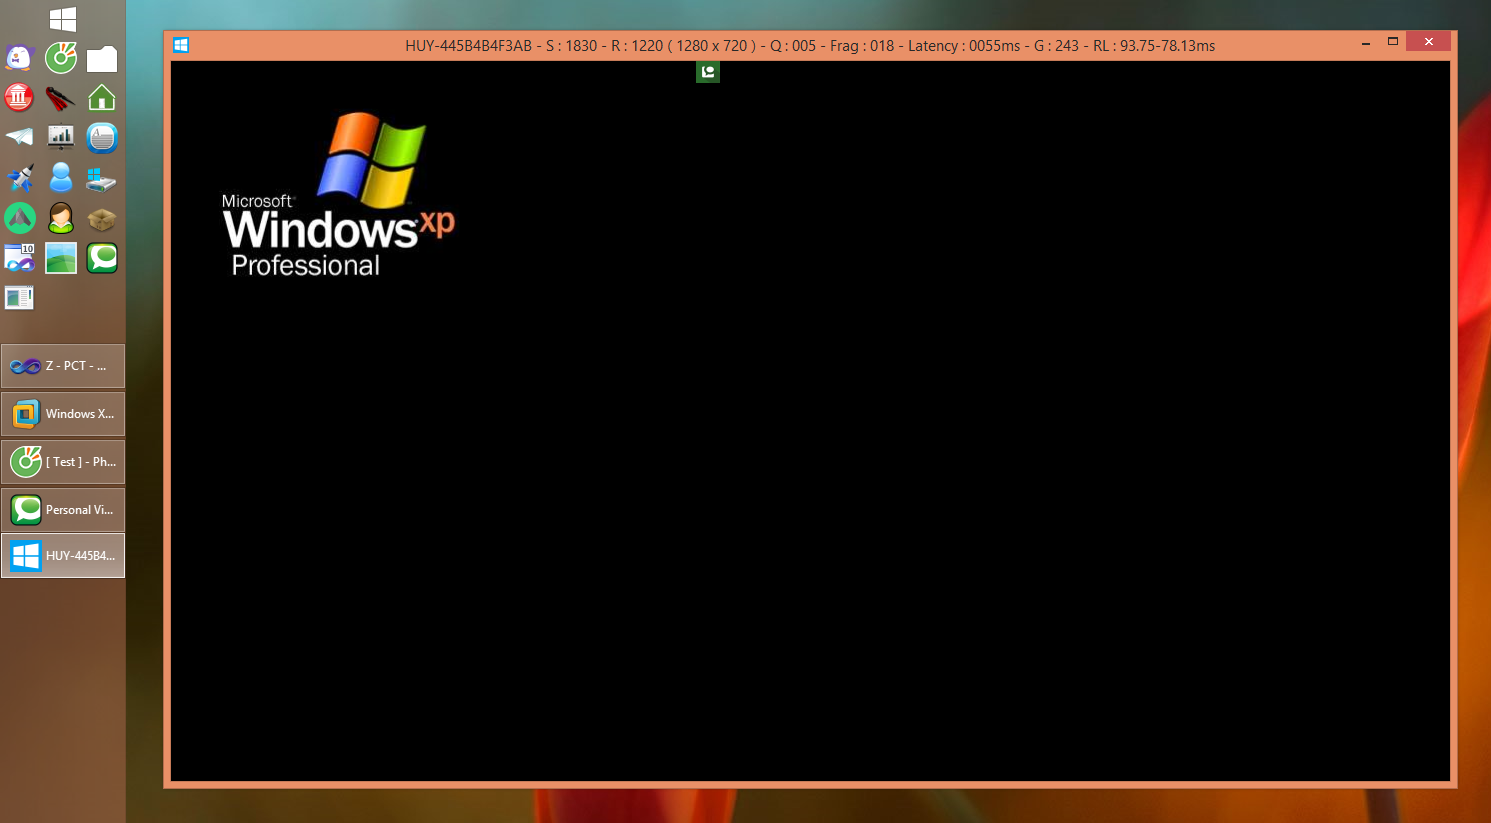 HUY-445B4B4F3AB - S : 1830 - R : 1220 ( 1280 x 720 ) - Q : 005 - Frag : 018 - Latency : 0055ms - G : 243 - RL : 93.75-78.13ms
10
Microsoft
Windows xp
Professional
Z - PCT - ...
Windows X...
[ Test ] - Ph...
Personal Vi...
HUY-445B4...